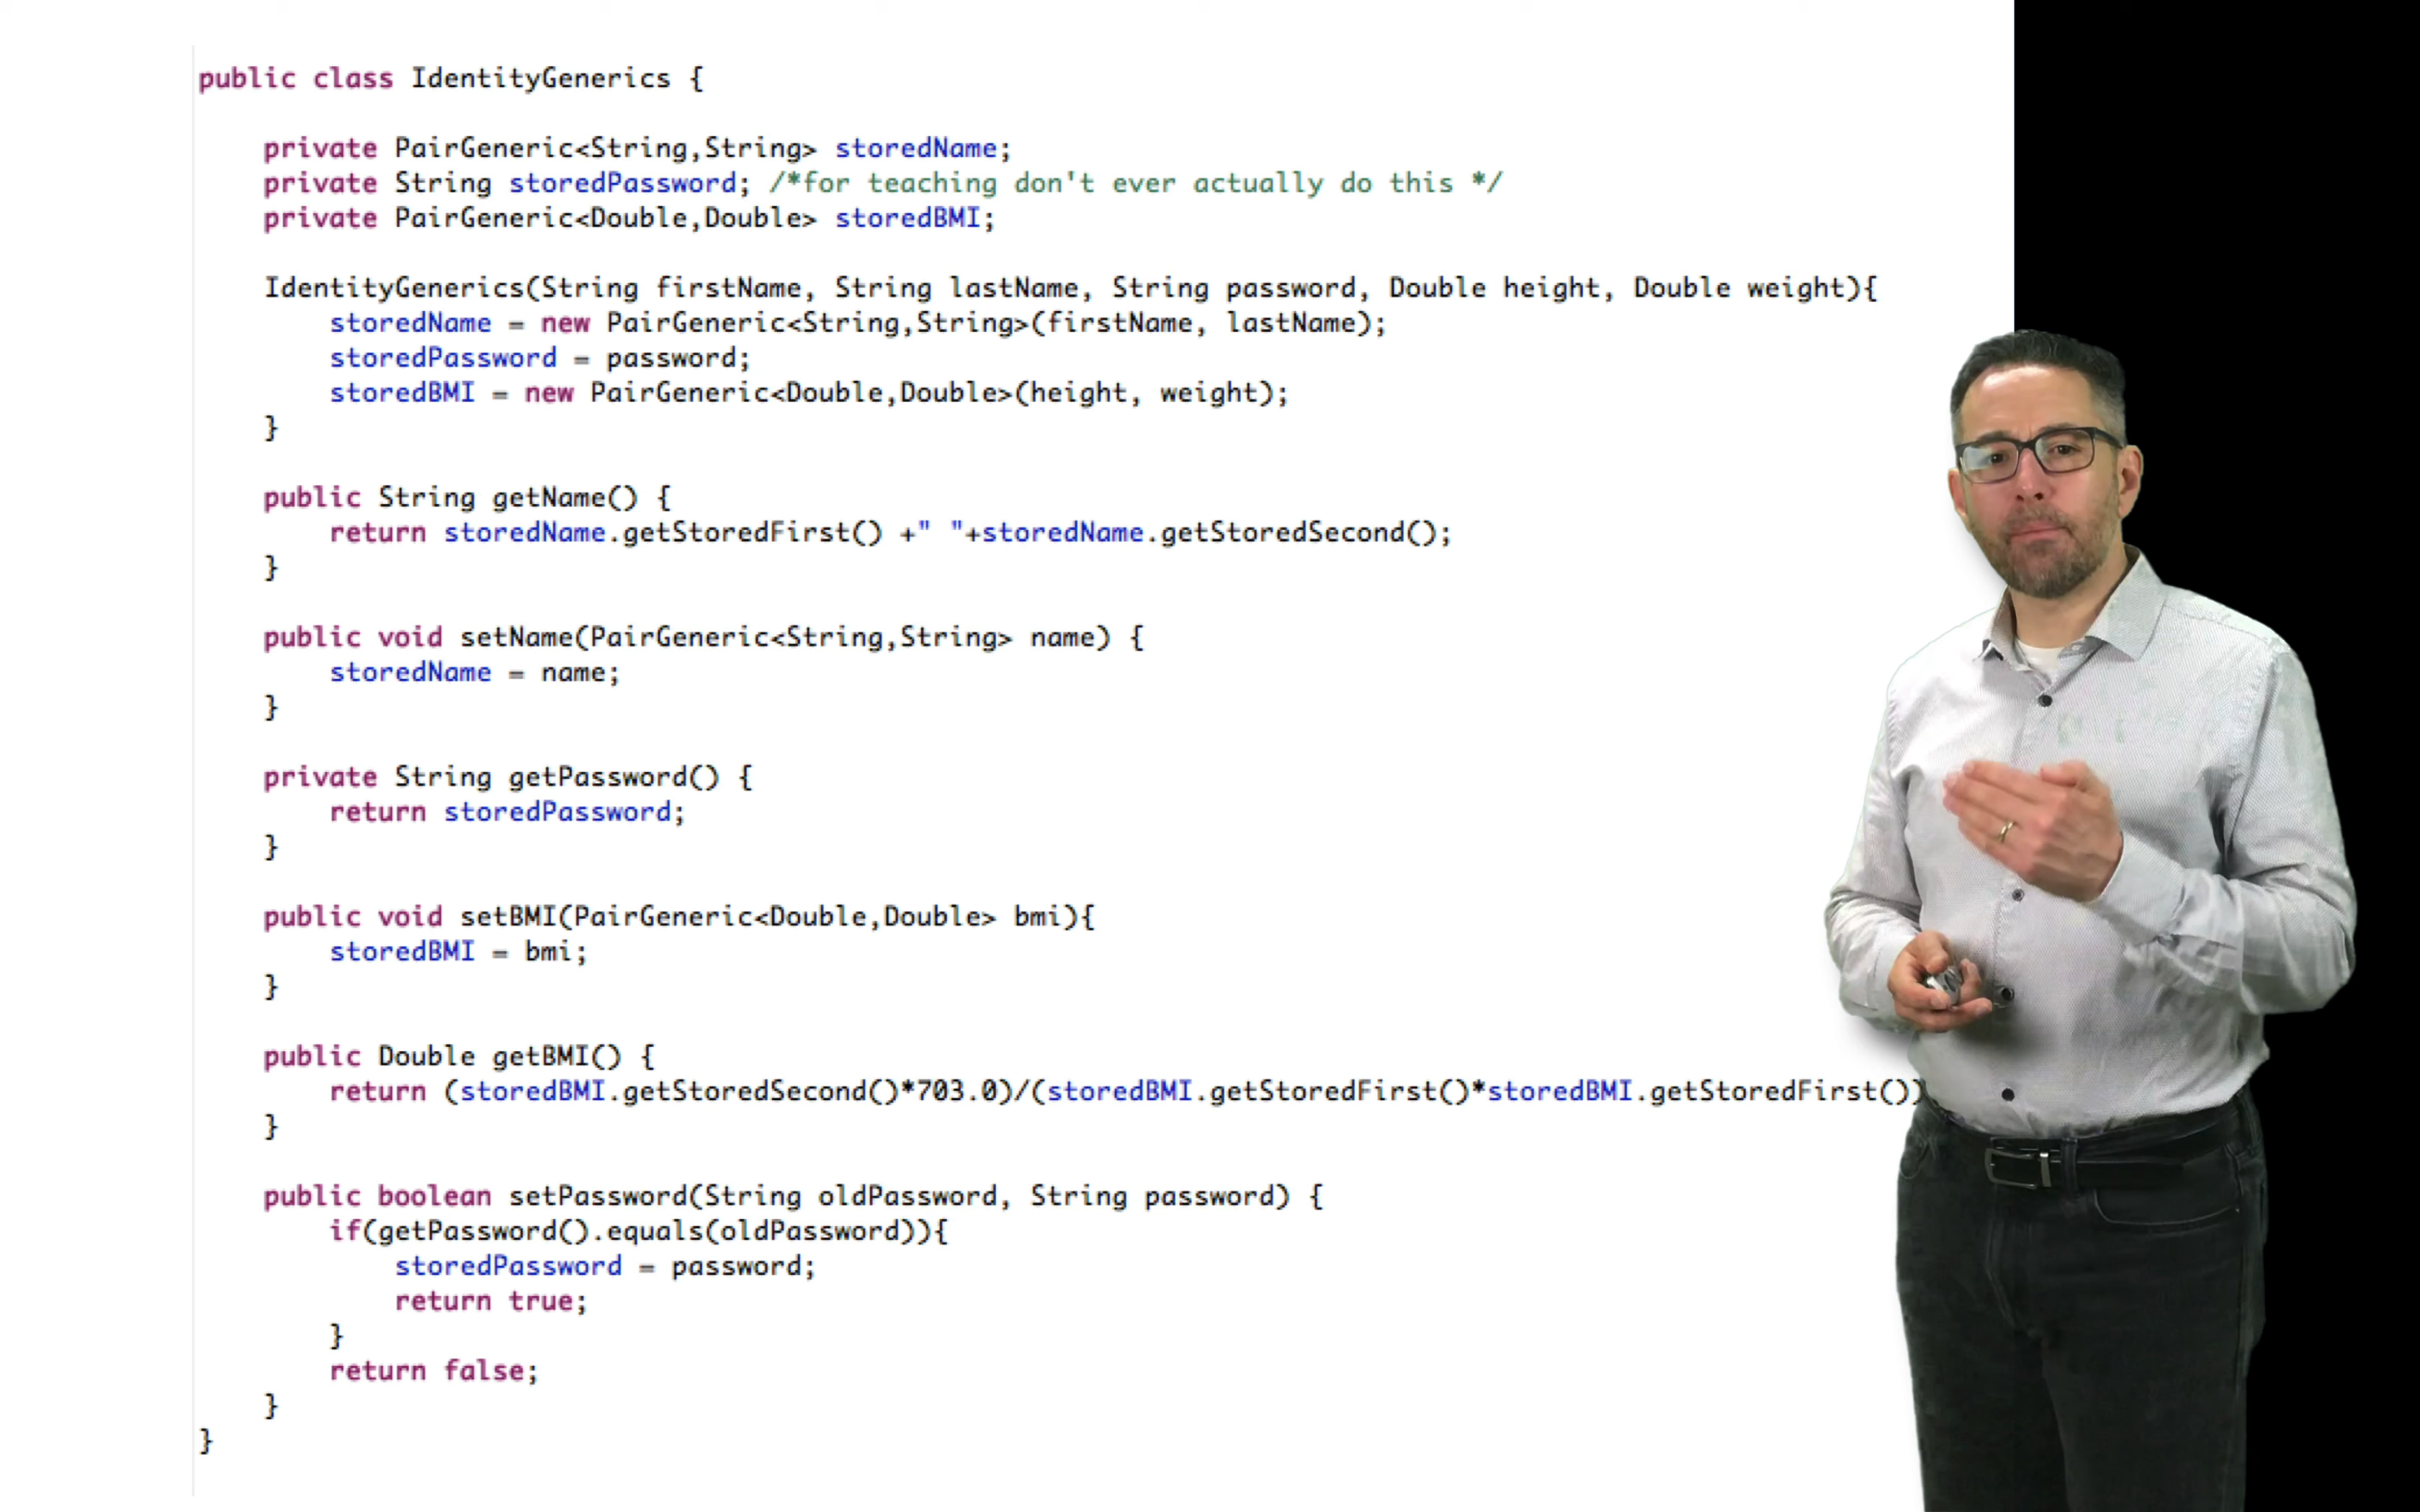 public class IdentityGenerics {
private PairGeneric<String,String> storedName;
private String storedPassword; /*for teaching don't ever actually do this */
private PairGeneric<Double,Double> storedBMI;
IdentityGenerics(String firstName, String lastName, String password, Double height, Double weight){
storedName = new PairGeneric<String,String>(firstName, lastName);
storedPassword = password;
storedBMI = new PairGeneric<Double,Double>(height, weight);
}
public String getName() {
return storedName.getStoredFirst() +" "+storedName.getStoredSecond();
}
public void setName(PairGeneric<String,String> name) {
storedName = name;
}
private String getPassword() {
return storedPassword;
}
public void setBMI(PairGeneric<Double,Double> bmi){
storedBMI = bmi;
}
public Double getBMI() {
return (storedBMI.getStoredSecond()*703.0)/(storedBMI.getStoredFirst()*storedBMI.getStoredFirst())
}
public boolean setPassword(String oldPassword, String password) {
if(getPassword().equals(oldPassword)){
storedPassword = password;
return true;
}
return false;
}
}